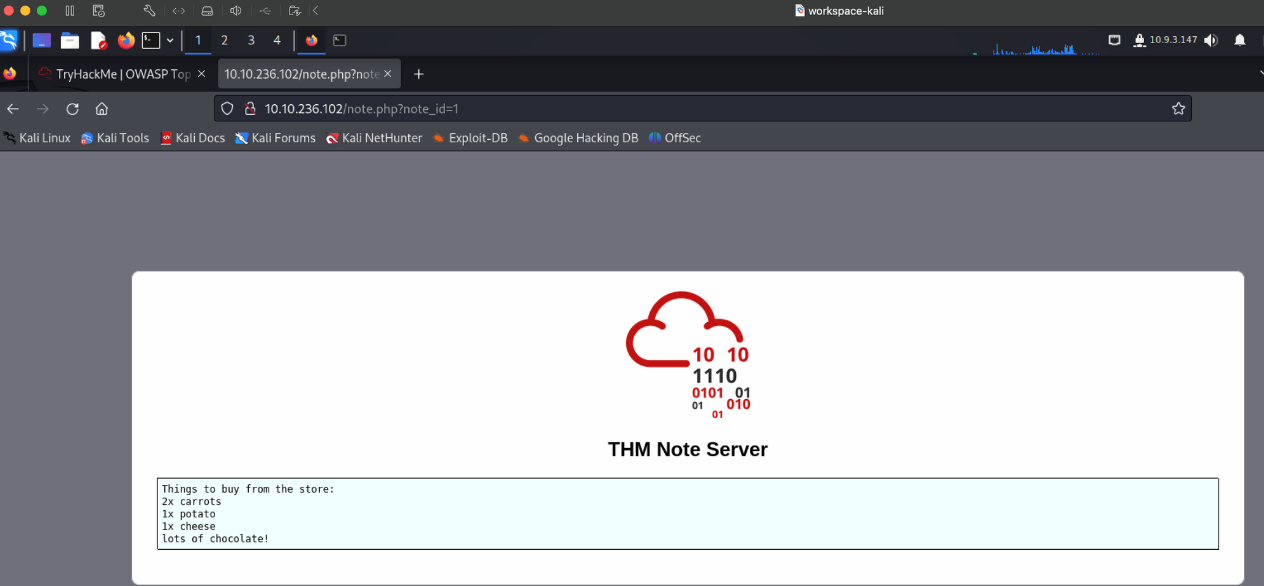 workspace-kali
1 2 3 4 10.9.3.147
TryHackMe | OWASP Top 10.10.236.102/note.php?note
10.10.236.102/note.php?note_id=1
Kali Linux Kali Tools Kali Docs Kali Forums Kali NetHunter Exploit-DB Google Hacking DB OffSec
10 10
1110
0101 01
01 010
01
THM Note Server
Things to buy from the store:
2x carrots
1x potato
1x cheese
lots of chocolate!